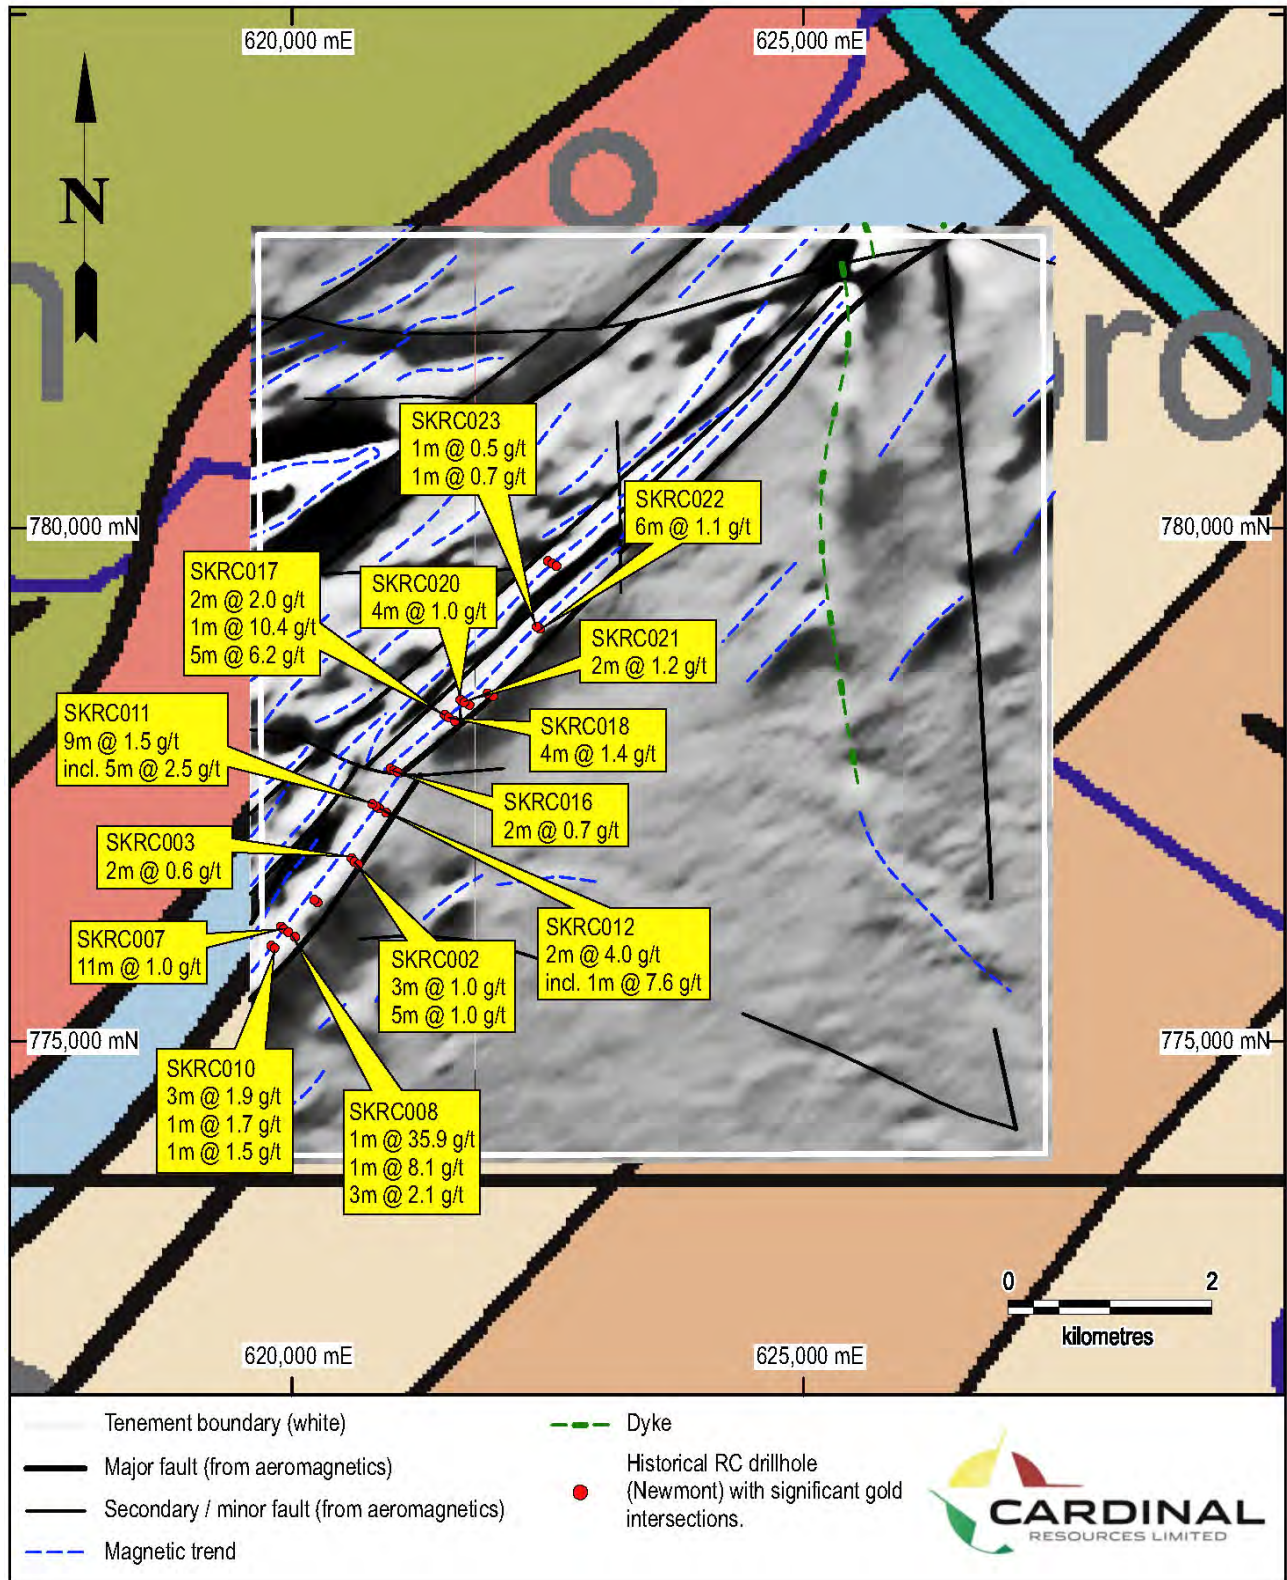 620,000 mE
625,000 mE
N
o
n
oro
SKRC023
1m @ 0.5 g/t
1m @ 0.7 g/t
SKRC022
6m @ 1.1 g/t
780,000 mN
780,000 mN
SKRC017
2m @ 2.0 g/t
1m @ 10.4 g/t
5m @ 6.2 g/t
SKRC020
4m @ 1.0 g/t
SKRC021
2m @ 1.2 g/t
SKRC011
9m @ 1.5 g/t
incl. 5m @ 2.5 g/t
SKRC018
4m @ 1.4 g/t
SKRC016
2m @ 0.7 g/t
SKRC003
2m @ 0.6 g/t
SKRC012
2m @ 4.0 g/t
incl. 1m @ 7.6 g/t
SKRC007
11m @ 1.0 g/t
SKRC002
3m @ 1.0 g/t
5m @ 1.0 g/t
775,000 mN
775,000 mN
SKRC010
3m @ 1.9 g/t
1m @ 1.7 g/t
1m @ 1.5 g/t
SKRC008
1m @ 35.9 g/t
1m @ 8.1 g/t
3m @ 2.1 g/t
0 2
kilometres
620,000 mE
625,000 mE
Tenement boundary (white)
Major fault (from aeromagnetics)
Secondary / minor fault (from aeromagnetics)
Magnetic trend
Dyke
Historical RC drillhole
(Newmont) with significant gold
intersections.
CARDINAL
RESOURCES LIMITED